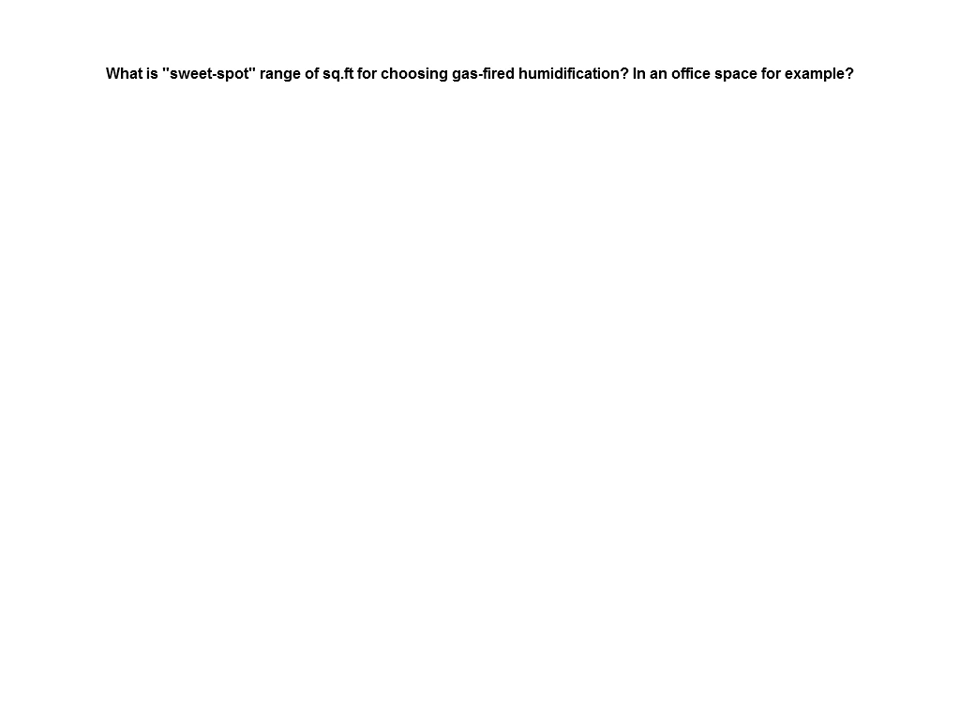 What is "sweet-spot" range of sq.ft for choosing gas-fired humidification? In an office space for example?